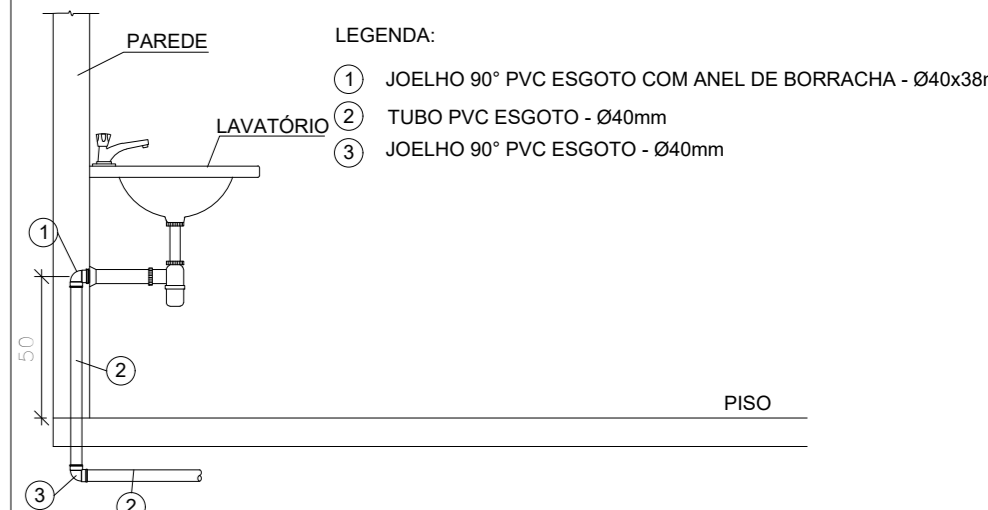 PAREDE
LEGENDA:
1 JOELHO 90° PVC ESGOTO COM ANEL DE BORRACHA - Ø40x38
2 TUBO PVC ESGOTO - Ø40mm
3 JOELHO 90° PVC ESGOTO - Ø40mm
LAVATÓRIO
1
50
2
PISO
3
2